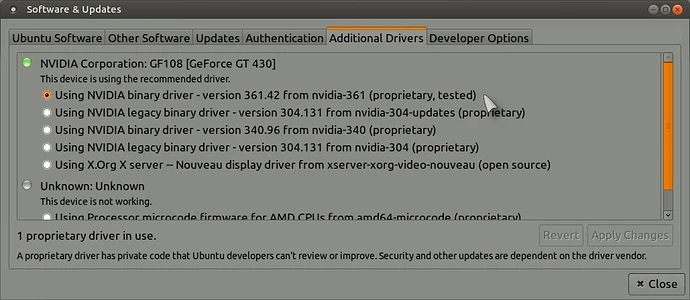 Software & Updates
Ubuntu Software Other Software Updates Authentication Additional Drivers Developer Options
NVIDIA Corporation: GF108 [GeForce GT 430]
This device is using the recommended driver.
Using NVIDIA binary driver - version 361.42 from nvidia-361 (proprietary, tested)
Using NVIDIA legacy binary driver - version 304.131 from nvidia-304-updates (proprietary)
Using NVIDIA binary driver - version 340.96 from nvidia-340 (proprietary)
Using NVIDIA legacy binary driver - version 304.131 from nvidia-304 (proprietary)
Using X.Org X server -- Nouveau display driver from xserver-xorg-video-nouveau (open source)
Unknown: Unknown
This device is not working.
Using Processor microcode firmware for AMD CPUs from amd64-microcode (proprietary)
1 proprietary driver in use.
Revert Apply Changes
A proprietary driver has private code that Ubuntu developers can't review or improve. Security and other updates are dependent on the driver vendor.
Close